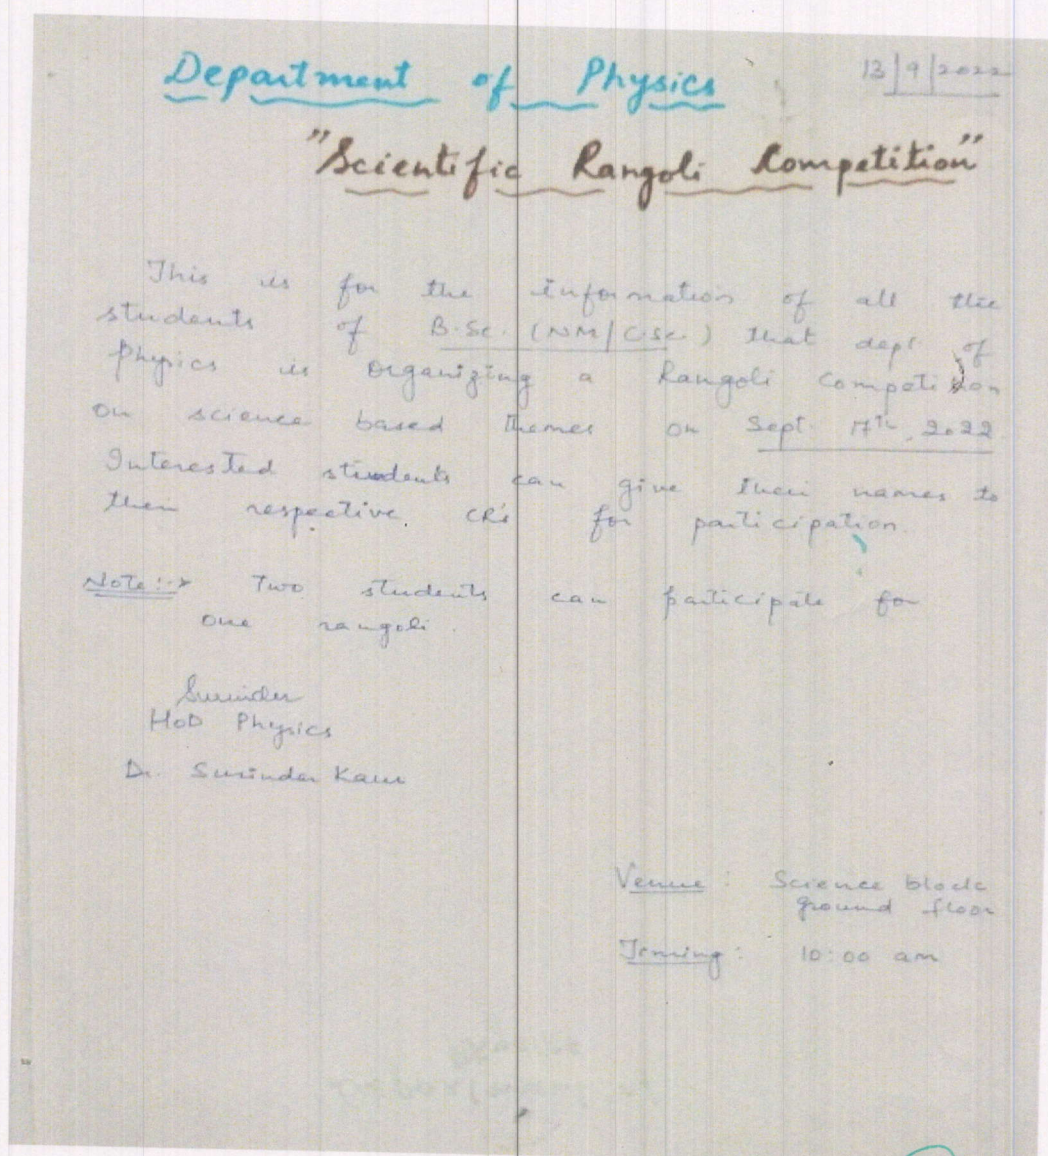 Department of Physics
13/9/2022
"Scientific Rangoli Competition"
This is for the information of all the
students of B.Sc. (NM/C.Sc.) that dept. of
Physics is organizing a Rangoli Competition
on science based themes on Sept. 17th, 2022
Interested students can give their names to
their respective CR's for participation.
Note:-> Two students can participate for
one rangoli.
Surinder
HoD Physics
Dr. Surinder Kaur
Venue : Science block
ground floor
Timing : 10:00 am